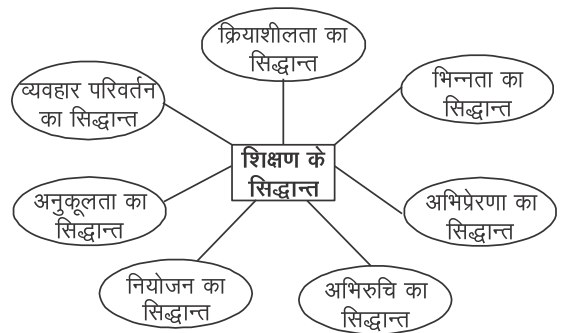 क्रियाशीलता का
सिद्धान्त
व्यवहार परिवर्तन
का सिद्धान्त
भिन्नता का
सिद्धान्त
शिक्षण के
सिद्धान्त
अनुकूलता का
सिद्धान्त
अभिप्रेरणा का
सिद्धान्त
नियोजन का
सिद्धान्त
अभिरुचि का
सिद्धान्त